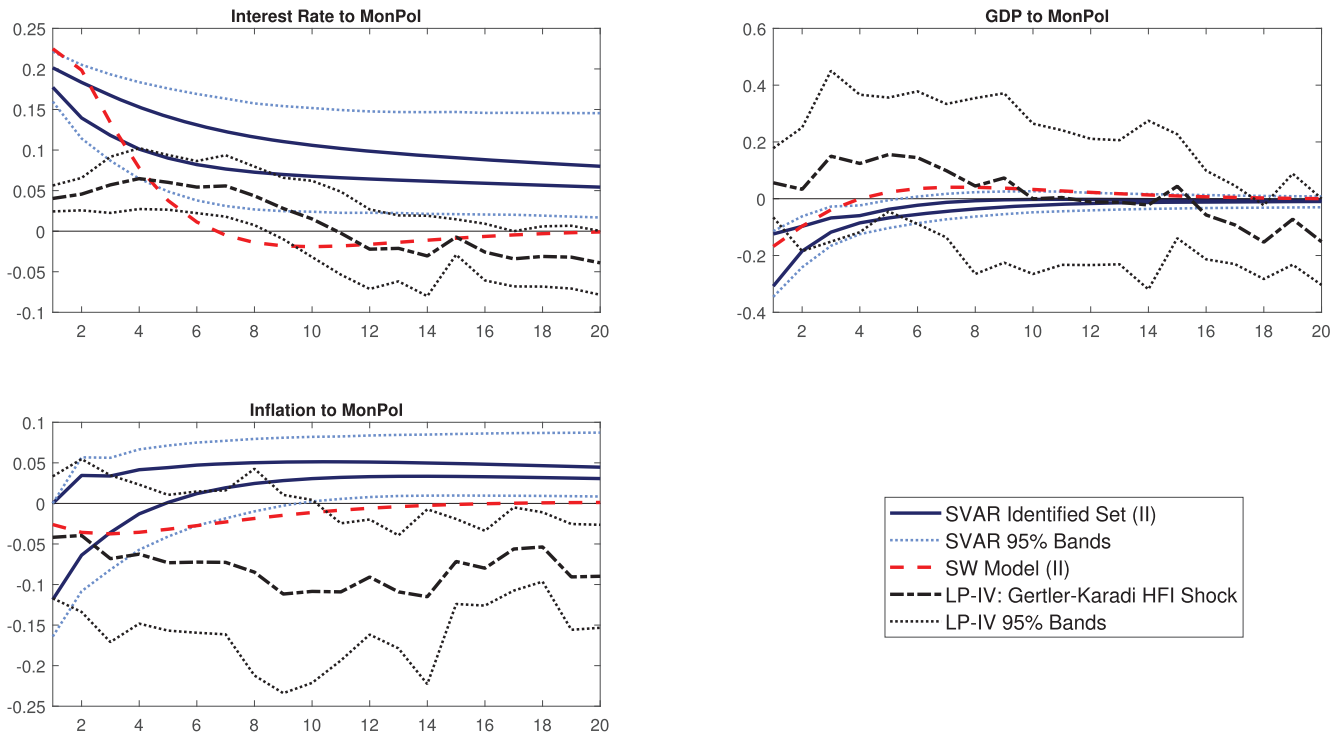 Interest Rate to MonPol
0.25
0.2
0.15
0.1
0.05
0
-0.05
-0.1
2 4 6 8 10 12 14 16 18 20
GDP to MonPol
0.6
0.4
0.2
0
-0.2
-0.4
2 4 6 8 10 12 14 16 18 20
Inflation to MonPol
0.1
0.05
0
-0.05
-0.1
-0.15
-0.2
-0.25
2 4 6 8 10 12 14 16 18 20
SVAR Identified Set (II)
SVAR 95% Bands
SW Model (II)
LP-IV: Gertler-Karadi HFI Shock
LP-IV 95% Bands